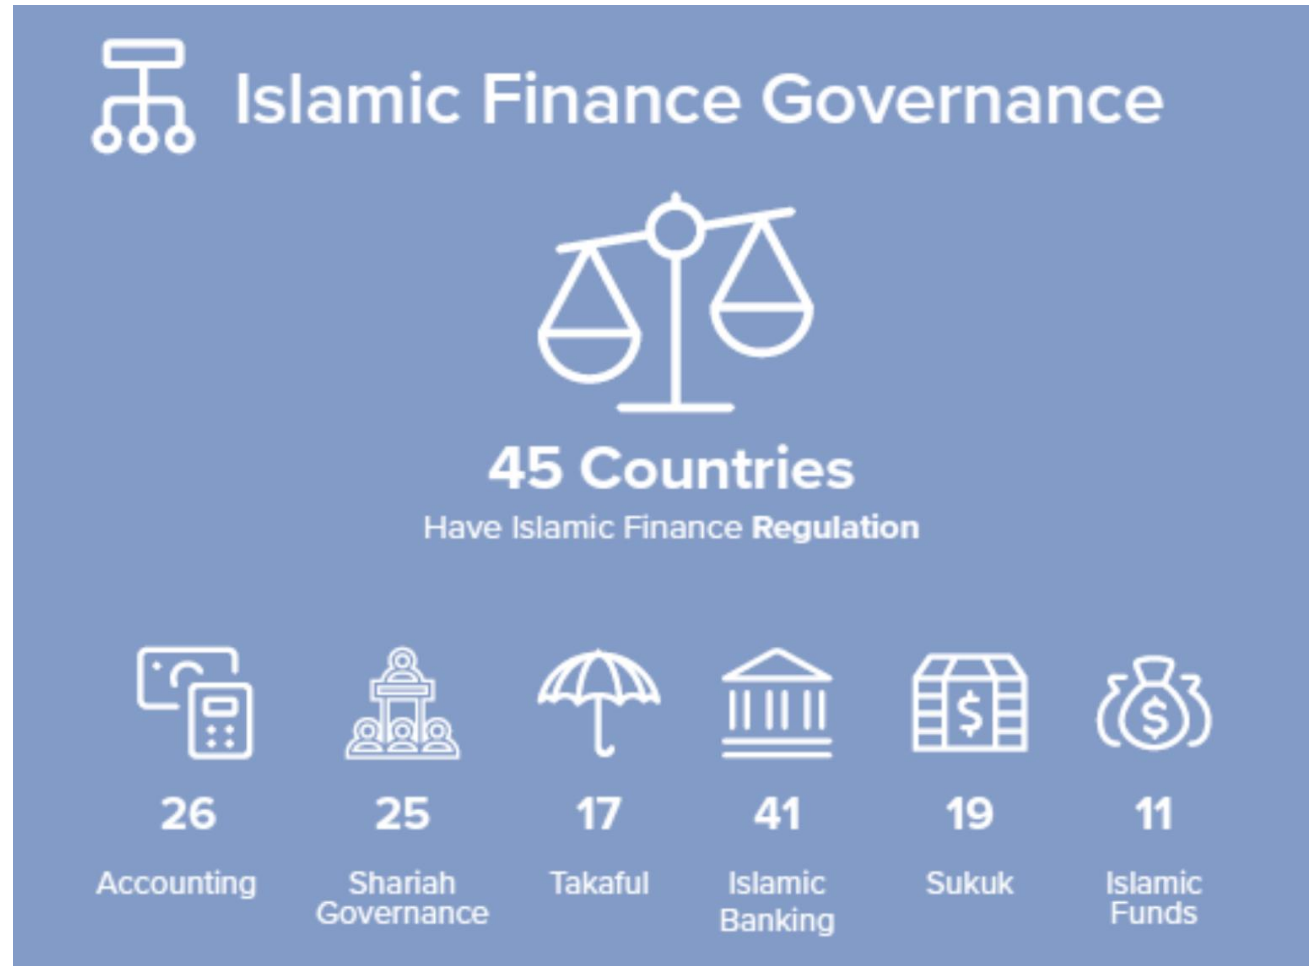 Islamic Finance Governance
45 Countries
Have Islamic Finance Regulation
26
Accounting
25
Shariah
Governance
17
Takaful
41
Islamic
Banking
19
Sukuk
11
Islamic
Funds